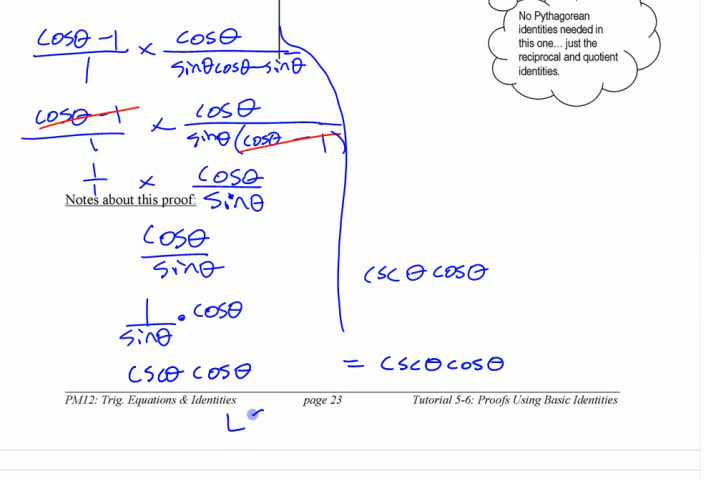 No Pythagorean
identities needed in
this one... just the
reciprocal and quotient
identities.
cosθ - 1 / 1 × cosθ / sinθcosθ - sinθ
cosθ - 1 / 1 × cosθ / sinθ(cosθ - 1)
1 / 1 × cosθ / sinθ
Notes about this proof:
cosθ / sinθ
cscθ cosθ
1 / sinθ · cosθ
cscθ cosθ = cscθ cosθ
PM12: Trig. Equations & Identities page 23 Tutorial 5-6: Proofs Using Basic Identities
L